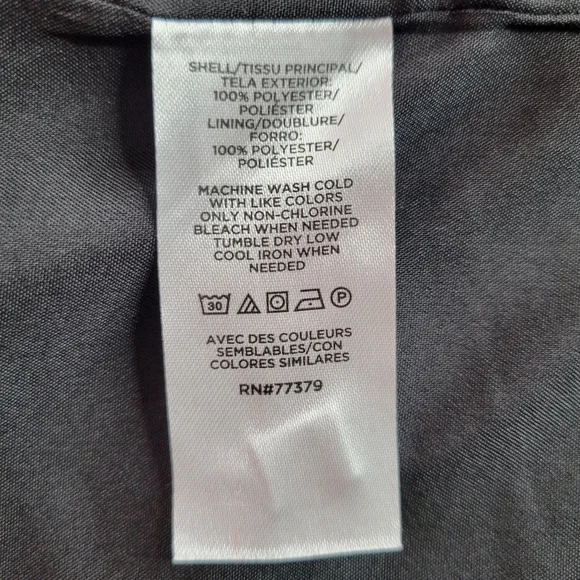 SHELL/TISSU PRINCIPAL/
TELA EXTERIOR:
100% POLYESTER/
POLIÉSTER
LINING/DOUBLURE/
FORRO:
100% POLYESTER/
POLIÉSTER
MACHINE WASH COLD
WITH LIKE COLORS
ONLY NON-CHLORINE
BLEACH WHEN NEEDED
TUMBLE DRY LOW
COOL IRON WHEN
NEEDED
30 P
AVEC DES COULEURS
SEMBLABLES/CON
COLORES SIMILARES
RN#77379